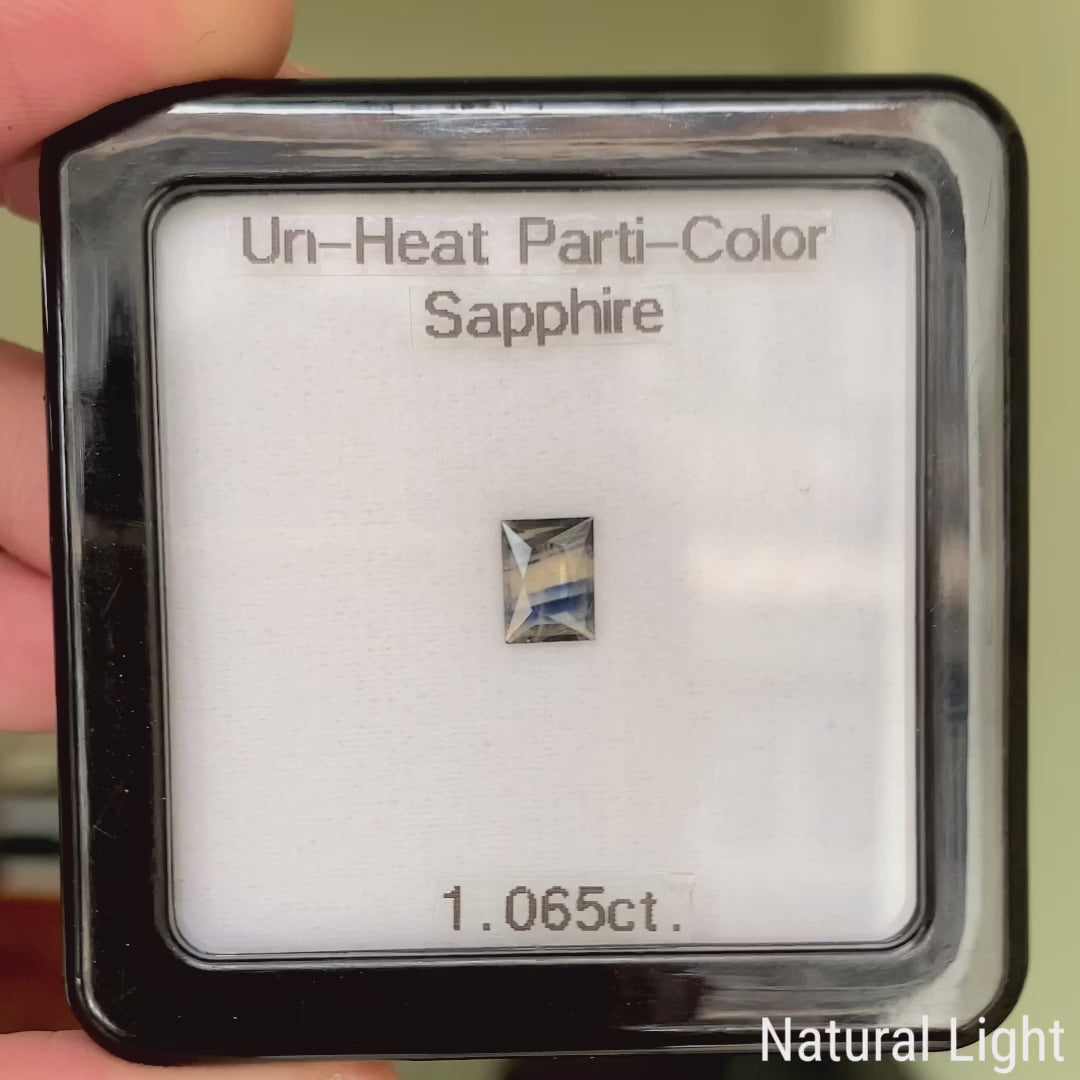 Un-Heat Parti-Color
Sapphire
1.065ct.
Natural Light